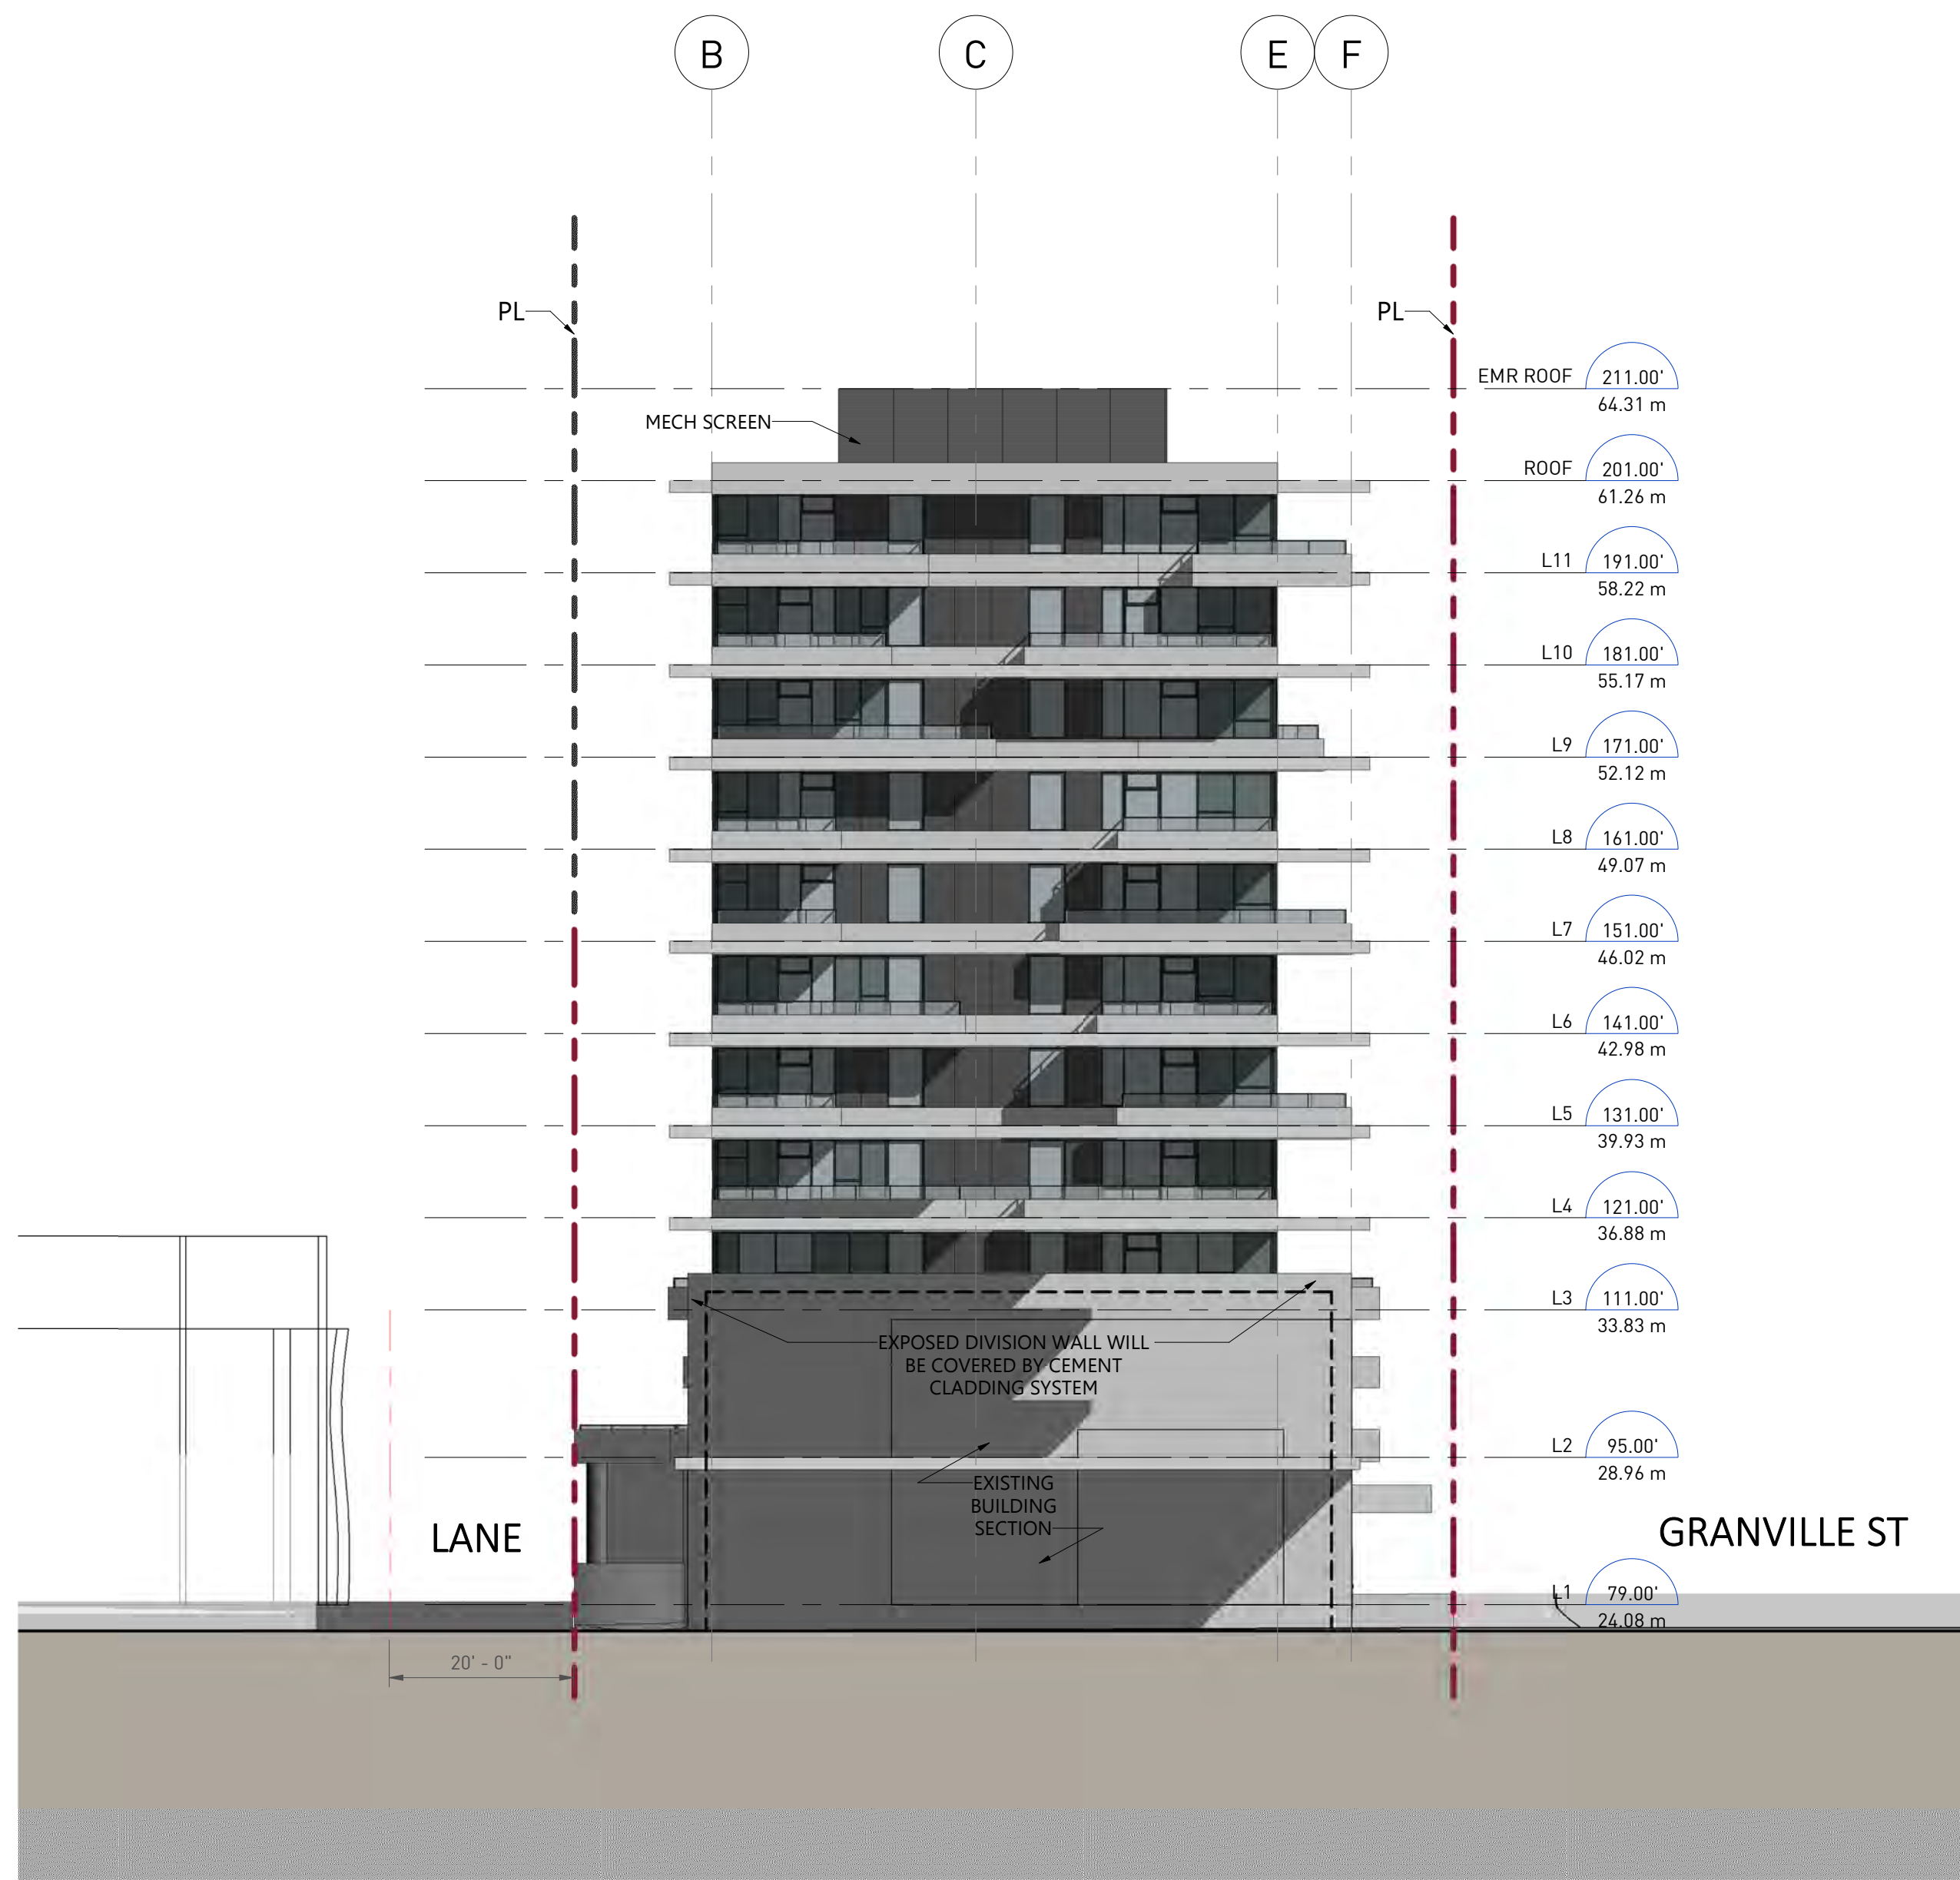 B C E F
PL PL
EMR ROOF 211.00'
64.31 m
MECH SCREEN
ROOF 201.00'
61.26 m
L11 191.00'
58.22 m
L10 181.00'
55.17 m
L9 171.00'
52.12 m
L8 161.00'
49.07 m
L7 151.00'
46.02 m
L6 141.00'
42.98 m
L5 131.00'
39.93 m
L4 121.00'
36.88 m
L3 111.00'
33.83 m
EXPOSED DIVISION WALL WILL
BE COVERED BY CEMENT
CLADDING SYSTEM
L2 95.00'
28.96 m
EXISTING
BUILDING
SECTION
LANE
GRANVILLE ST
L1 79.00'
24.08 m
20' - 0"